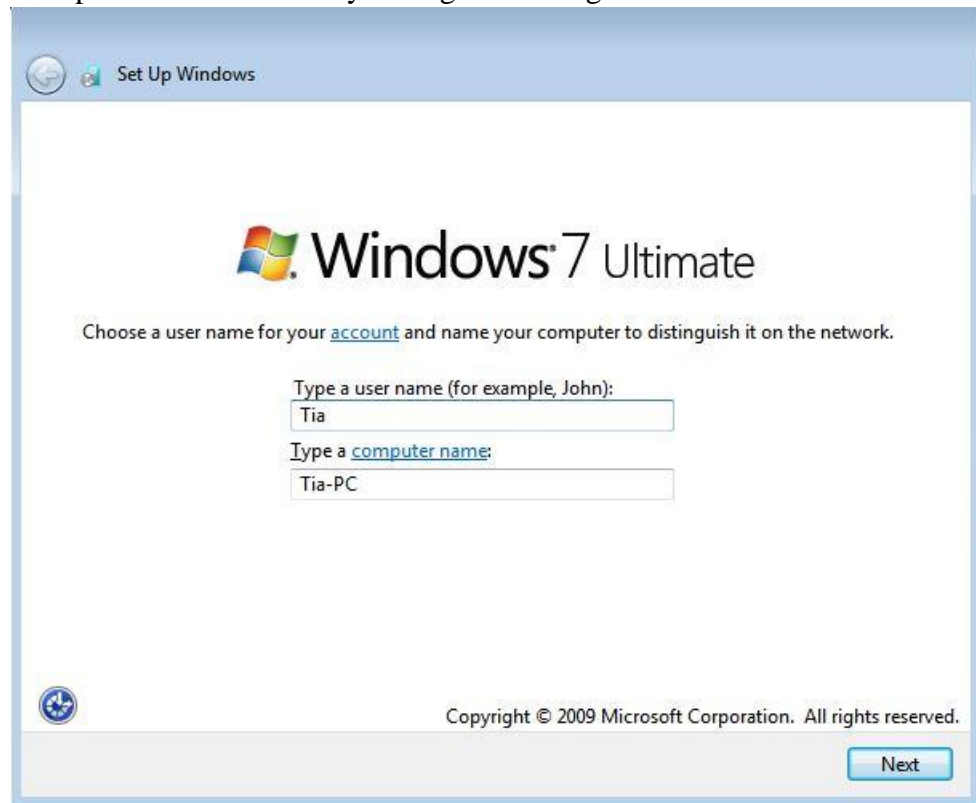 Set Up Windows
Windows 7 Ultimate
Choose a user name for your account and name your computer to distinguish it on the network.
Type a user name (for example, John):
Tia
Type a computer name:
Tia-PC
Copyright © 2009 Microsoft Corporation. All rights reserved.
Next